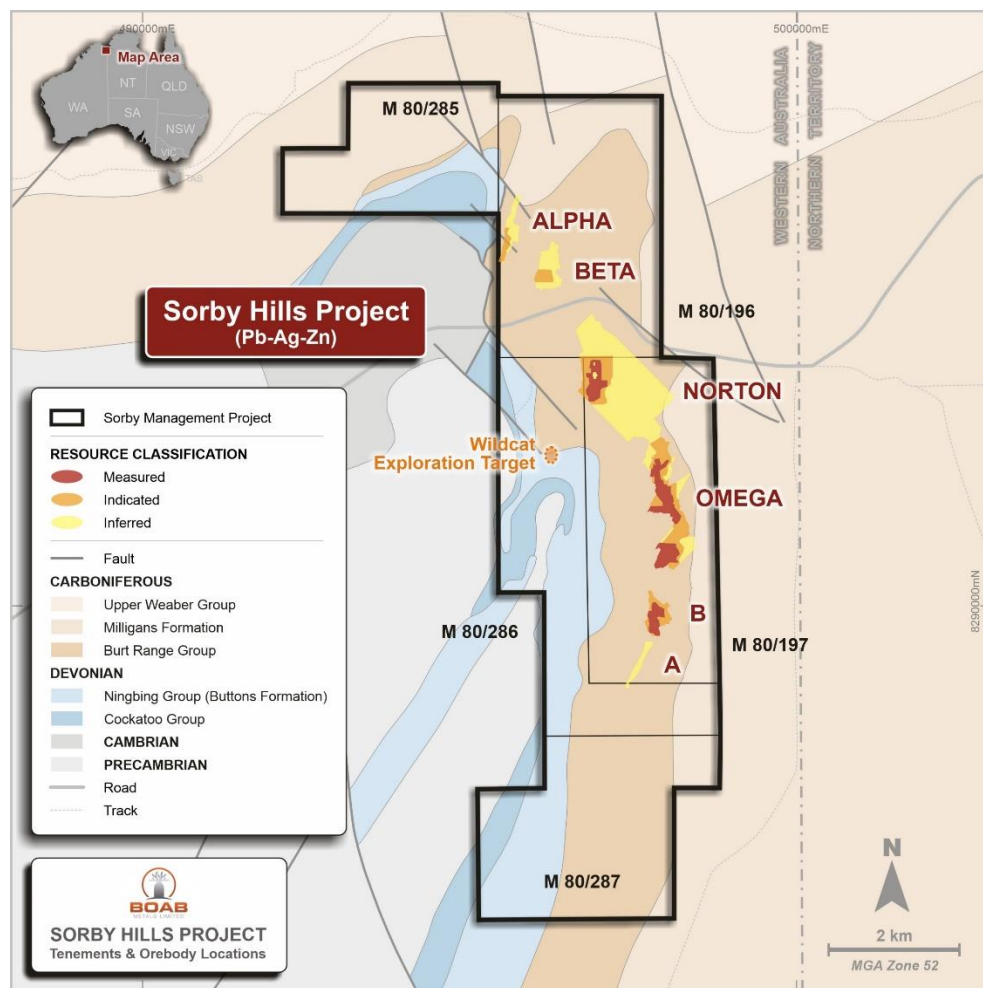 490000mE
500000mE
Map Area
WA
NT
QLD
SA
NSW
VIC
TAS
WESTERN AUSTRALIA
NORTHERN TERRITORY
M 80/285
ALPHA
BETA
Sorby Hills Project
(Pb-Ag-Zn)
M 80/196
NORTON
Wildcat
Exploration Target
OMEGA
8290000mN
B
M 80/286
M 80/197
A
M 80/287
Sorby Management Project
RESOURCE CLASSIFICATION
Measured
Indicated
Inferred
Fault
CARBONIFEROUS
Upper Weaber Group
Milligans Formation
Burt Range Group
DEVONIAN
Ningbing Group (Buttons Formation)
Cockatoo Group
CAMBRIAN
PRECAMBRIAN
Road
Track
BOAB
METALS LIMITED
SORBY HILLS PROJECT
Tenements & Orebody Locations
N
2 km
MGA Zone 52